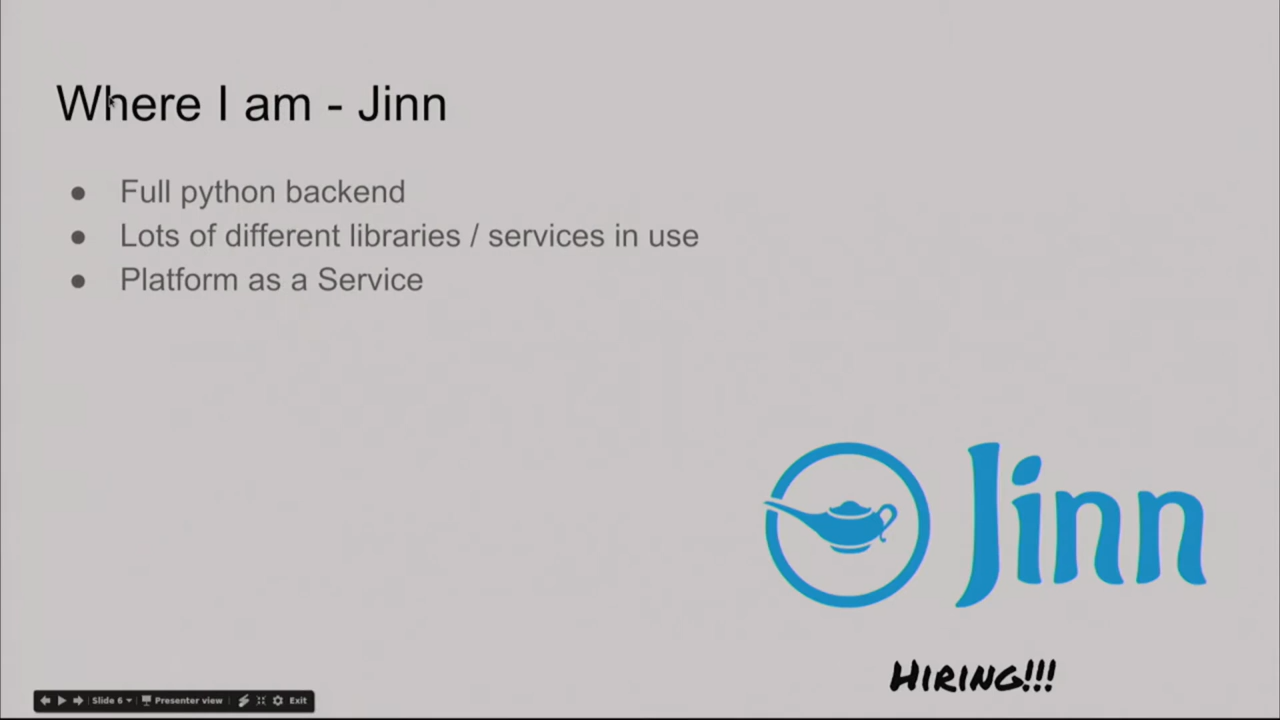 Where I am - Jinn
● Full python backend
● Lots of different libraries / services in use
● Platform as a Service
Jinn
HIRING!!!
Slide 6 Presenter view Exit